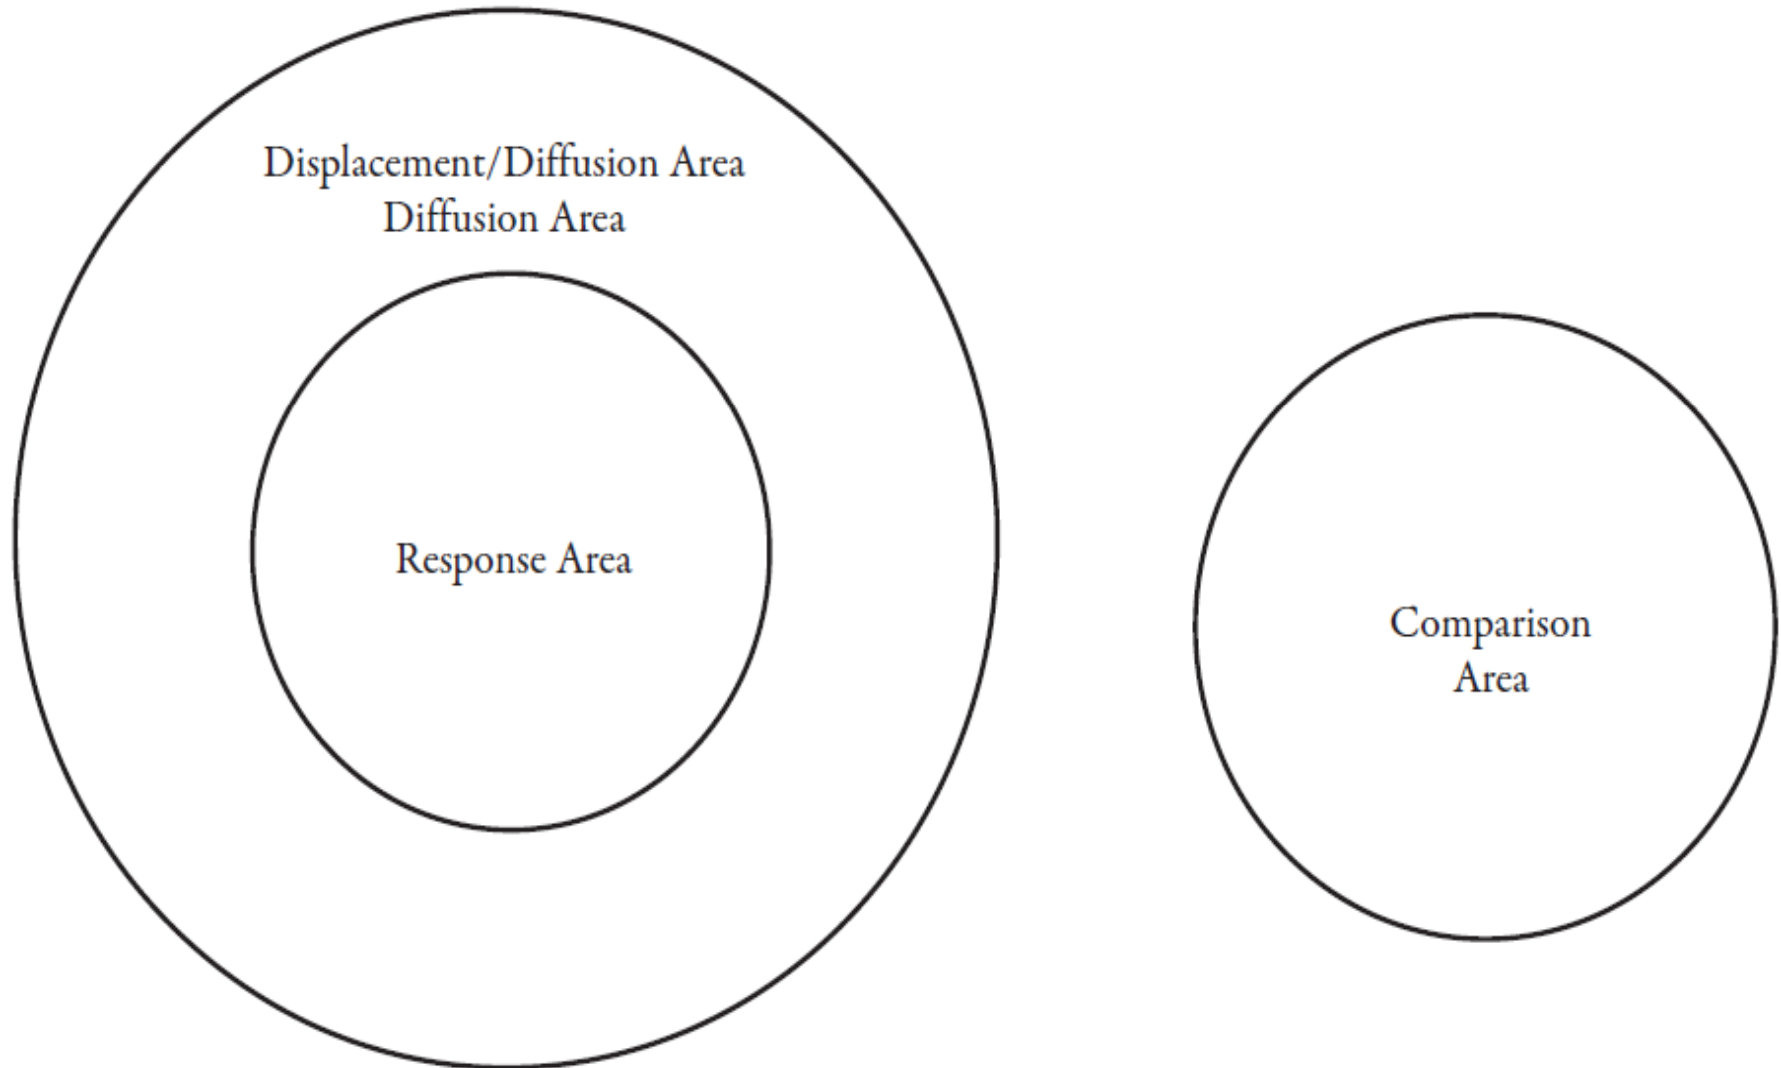 Displacement/Diffusion Area
Diffusion Area
Response Area
Comparison
Area